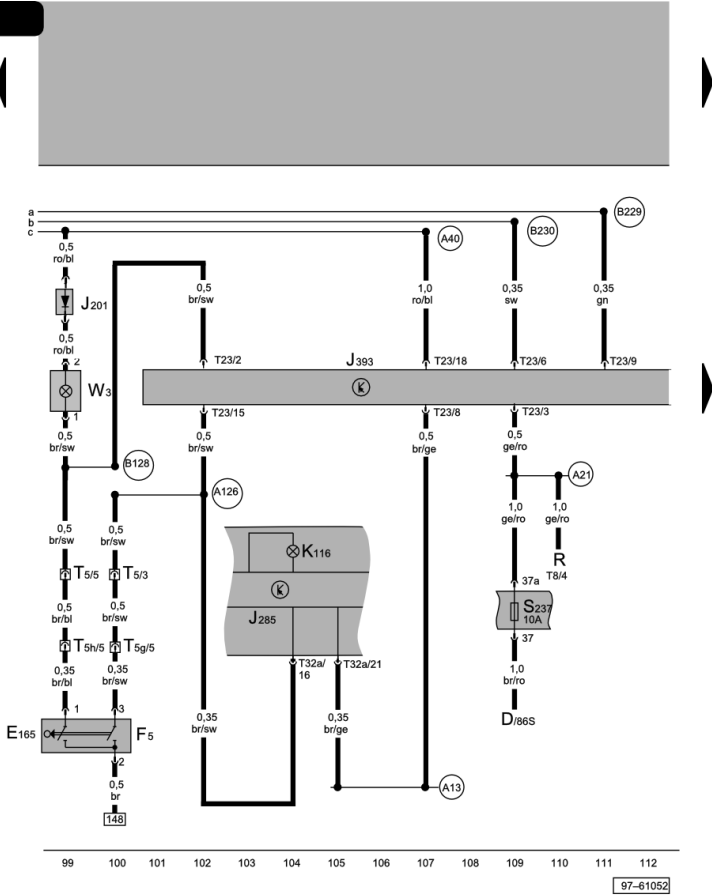 a
B229
b
B230
c
A40
0,5
ro/bl
0,5
br/sw
1,0
ro/bl
0,35
sw
0,35
gn
J201
0,5
ro/bl
2
T23/2
J393
T23/18
T23/6
T23/9
W3
1
T23/15
T23/8
T23/3
0,5
br/sw
0,5
br/sw
0,5
br/ge
0,5
ge/ro
B128
A21
A126
1,0
ge/ro
1,0
ge/ro
0,5
br/sw
0,5
br/sw
K116
R
T8/4
T5/5
T5/3
37a
0,5
br/bl
0,5
br/sw
J285
S237
10A
T5h/5
T5g/5
37
0,35
br/bl
0,35
br/sw
T32a/
16
T32a/21
1,0
br/ro
1
3
E165
F5
0,35
br/sw
0,35
br/ge
D/86S
2
0,5
br
A13
148
99 100 101 102 103 104 105 106 107 108 109 110 111 112
97–61052